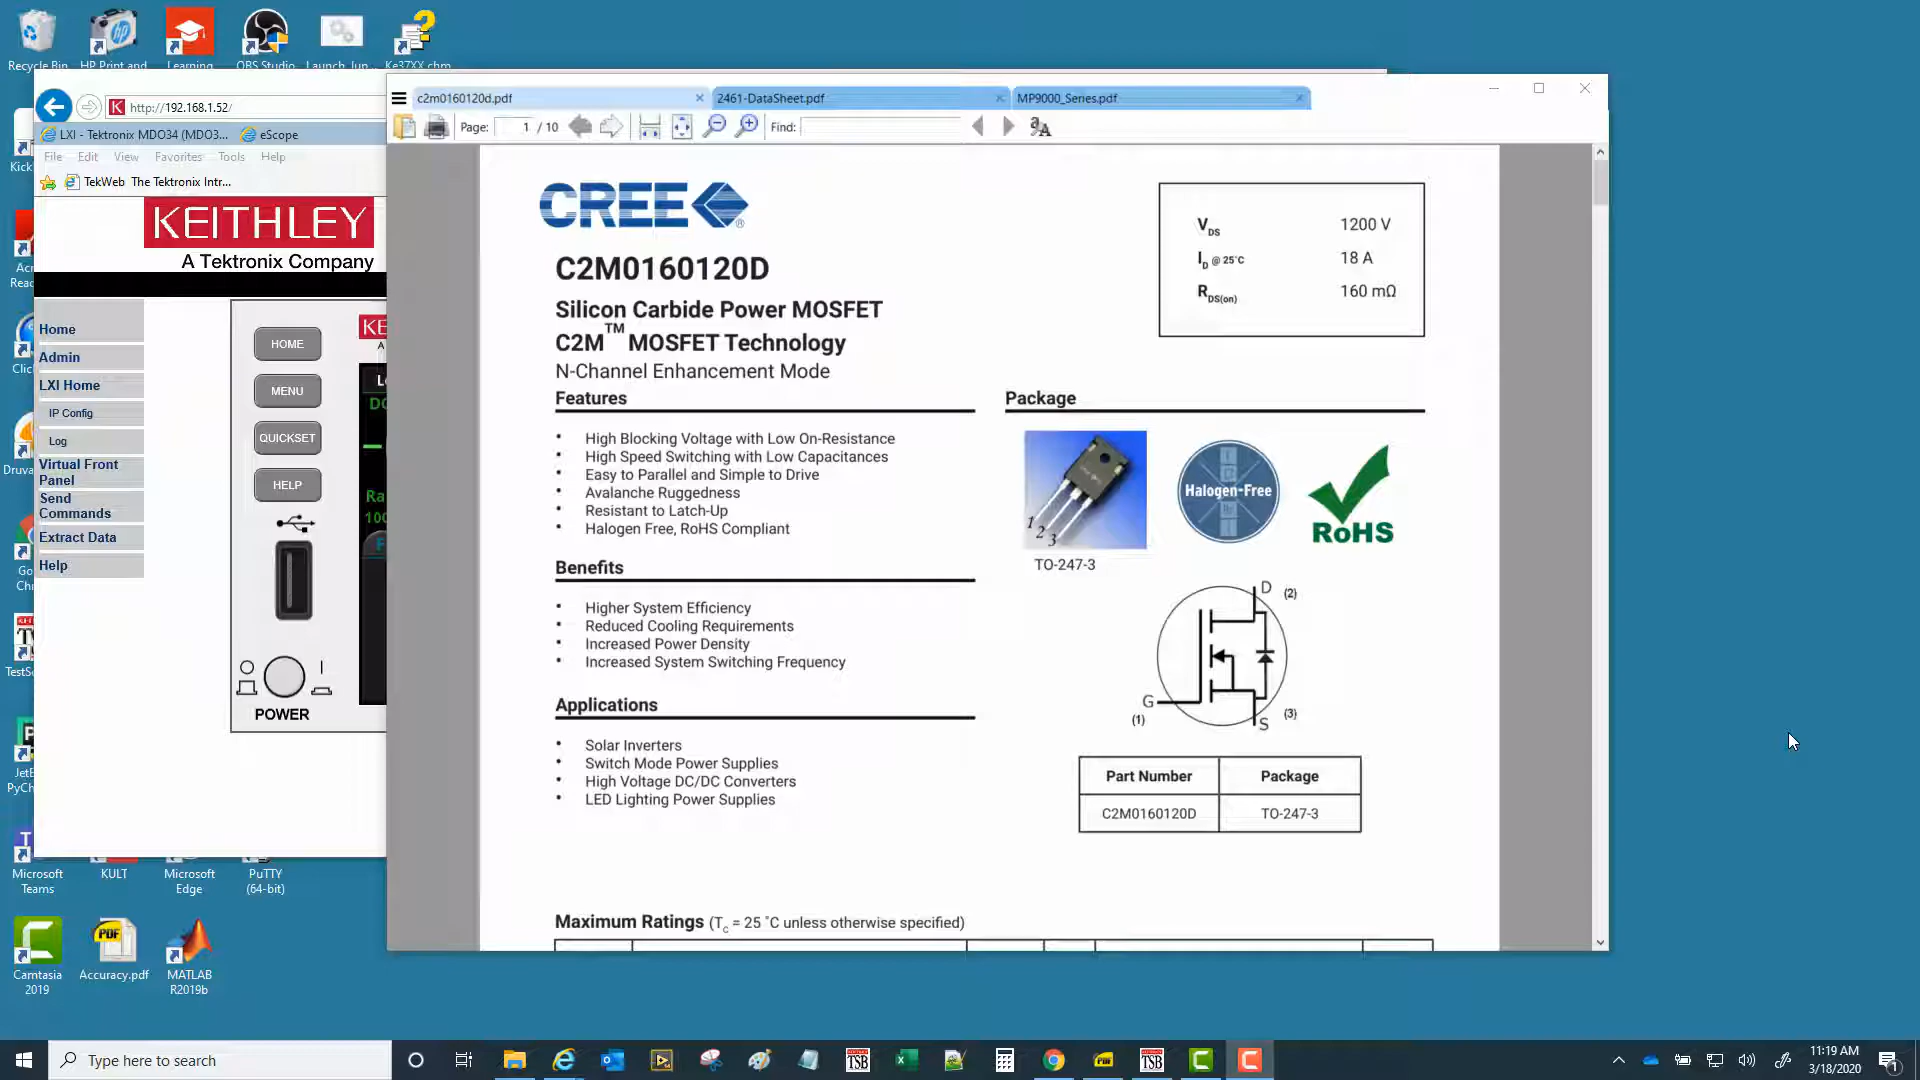 Recycle Bin
HP Print and
Learning
OBS Studio
Launch_Jun...
Ke37XX.chm
http://192.168.1.52/
LXI - Tektronix MDO34 (MDO3...
eScope
File Edit View Favorites Tools Help
TekWeb The Tektronix Intr...
KEITHLEY
A Tektronix Company
Home
Admin
LXI Home
IP Config
Log
Virtual Front
Panel
Send
Commands
Extract Data
Help
HOME
MENU
QUICKSET
HELP
POWER
c2m0160120d.pdf
2461-DataSheet.pdf
MP9000_Series.pdf
Page: 1 / 10
Find:
CREE
C2M0160120D
Silicon Carbide Power MOSFET
C2M™ MOSFET Technology
N-Channel Enhancement Mode
VDS 1200 V
ID @ 25˚C 18 A
RDS(on) 160 mΩ
Features
• High Blocking Voltage with Low On-Resistance
• High Speed Switching with Low Capacitances
• Easy to Parallel and Simple to Drive
• Avalanche Ruggedness
• Resistant to Latch-Up
• Halogen Free, RoHS Compliant
Benefits
• Higher System Efficiency
• Reduced Cooling Requirements
• Increased Power Density
• Increased System Switching Frequency
Applications
• Solar Inverters
• Switch Mode Power Supplies
• High Voltage DC/DC Converters
• LED Lighting Power Supplies
Package
1
2
3
TO-247-3
Halogen-Free
RoHS
D (2)
G
(1)
S (3)
Part Number Package
C2M0160120D TO-247-3
Maximum Ratings (TC = 25 ˚C unless otherwise specified)
Microsoft
Teams
KULT
Microsoft
Edge
PuTTY
(64-bit)
Camtasia
2019
Accuracy.pdf
MATLAB
R2019b
Type here to search
11:19 AM
3/18/2020